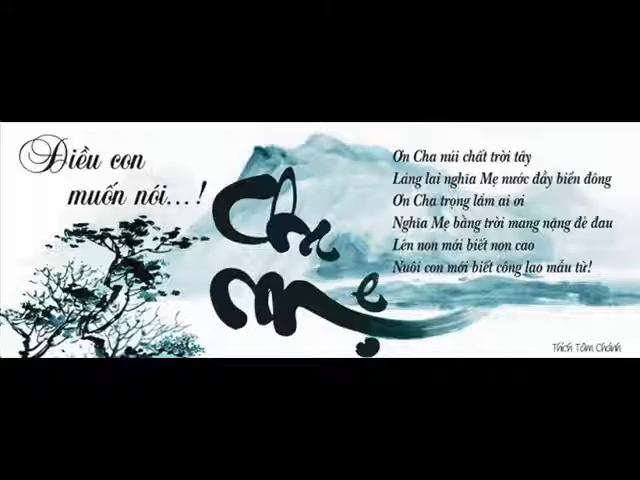 Điều con
muốn nói...!
Cha
Mẹ
Ơn Cha núi chất trời tây
Láng lai nghĩa Mẹ nước đầy biển đông
Ơn Cha trọng lắm ai ơi
Nghĩa Mẹ bằng trời mang nặng đẻ đau
Lên non mới biết non cao
Nuôi con mới biết công lao mẫu từ!
Thích Tâm Chánh